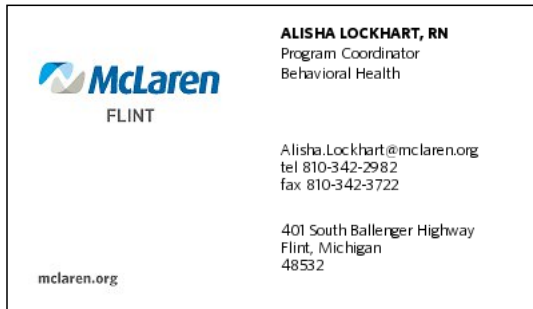 McLaren
FLINT
mclaren.org
ALISHA LOCKHART, RN
Program Coordinator
Behavioral Health
Alisha.Lockhart@mclaren.org
tel 810-342-2982
fax 810-342-3722
401 South Ballenger Highway
Flint, Michigan
48532